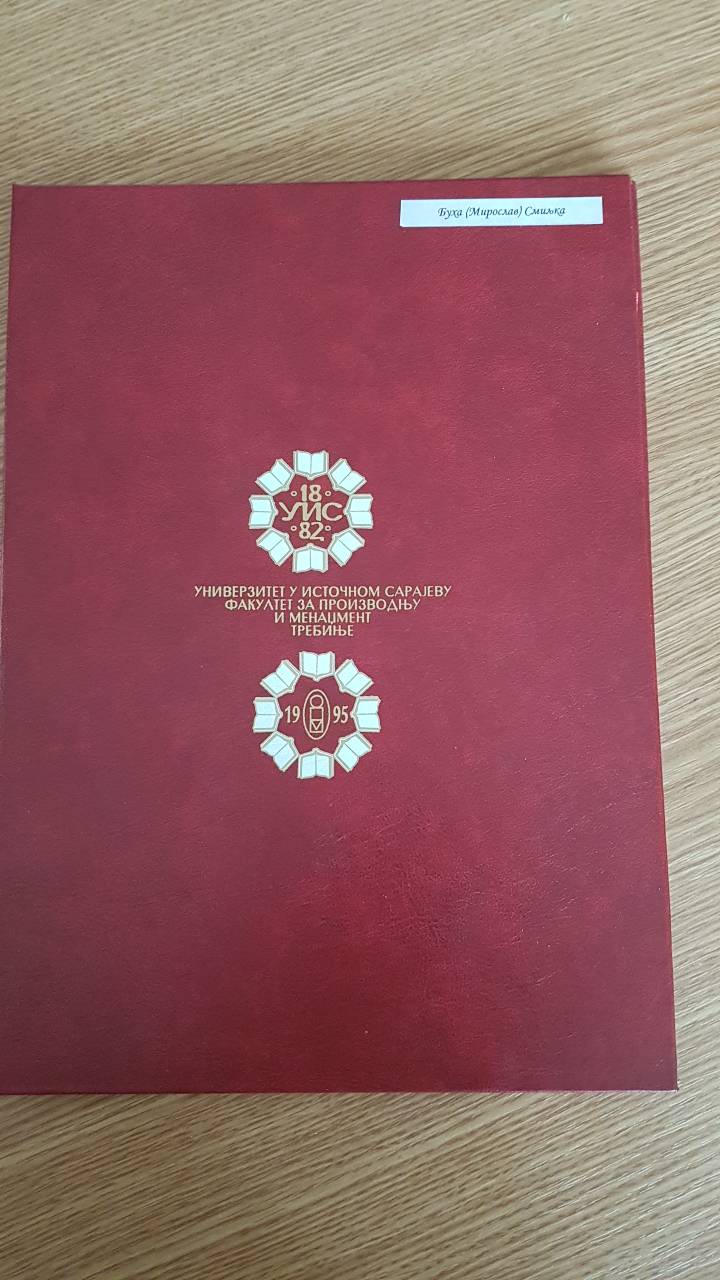 Буха (Мирослав) Смиљка
18
УИС
82
УНИВЕРЗИТЕТ У ИСТОЧНОМ САРАЈЕВУ
ФАКУЛТЕТ ЗА ПРОИЗВОДЊУ
И МЕНАЏМЕНТ
ТРЕБИЊЕ
19 95